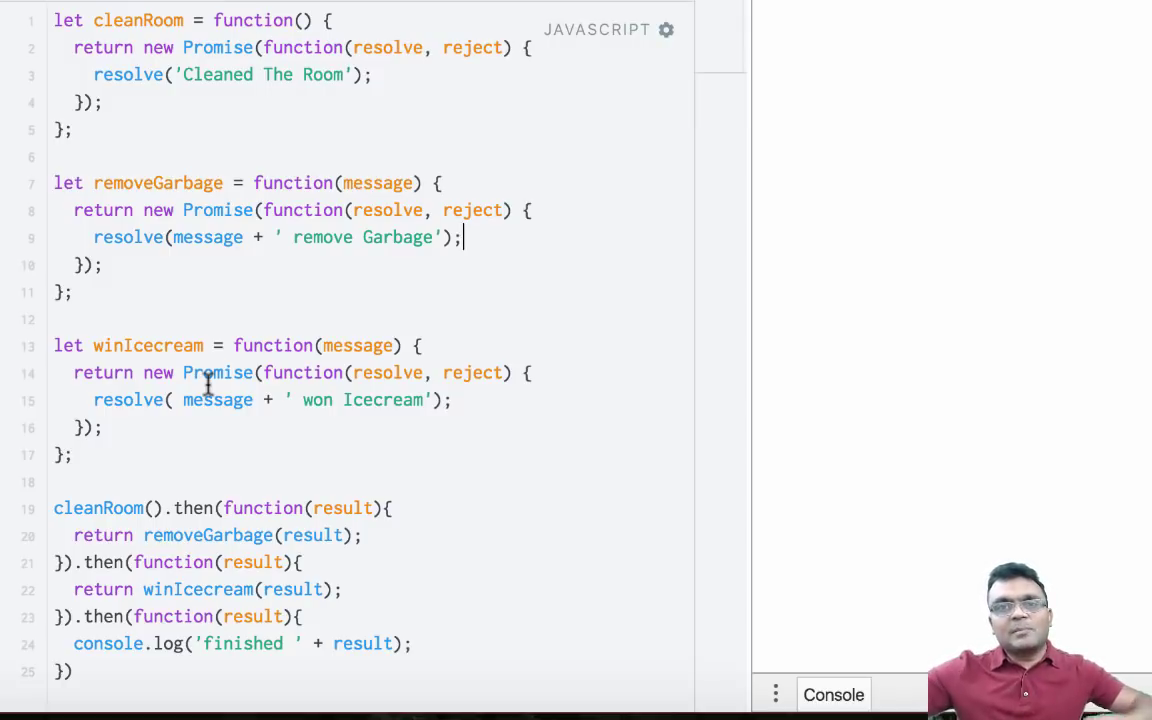 JAVASCRIPT
1 let cleanRoom = function() {
2 return new Promise(function(resolve, reject) {
3 resolve('Cleaned The Room');
4 });
5 };
6
7 let removeGarbage = function(message) {
8 return new Promise(function(resolve, reject) {
9 resolve(message + ' remove Garbage');
10 });
11 };
12
13 let winIcecream = function(message) {
14 return new Promise(function(resolve, reject) {
15 resolve( message + ' won Icecream');
16 });
17 };
18
19 cleanRoom().then(function(result){
20 return removeGarbage(result);
21 }).then(function(result){
22 return winIcecream(result);
23 }).then(function(result){
24 console.log('finished ' + result);
25 })
Console